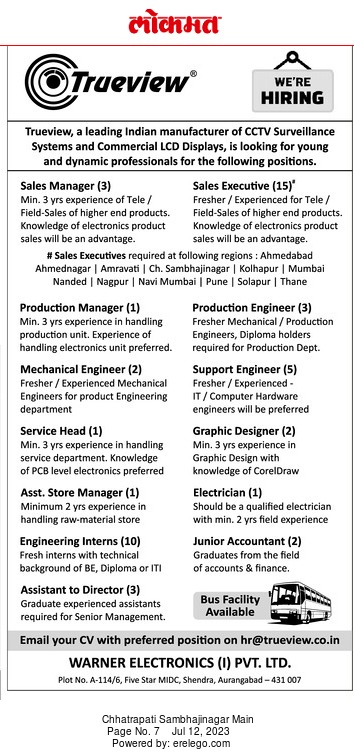 लोकमत
Trueview®
WE'RE
HIRING
Trueview, a leading Indian manufacturer of CCTV Surveillance
Systems and Commercial LCD Displays, is looking for young
and dynamic professionals for the following positions.
Sales Manager (3)
Min. 3 yrs experience of Tele /
Field-Sales of higher end products.
Knowledge of electronics product
sales will be an advantage.
Sales Executive (15)#
Fresher / Experienced for Tele /
Field-Sales of higher end products.
Knowledge of electronics product
sales will be an advantage.
# Sales Executives required at following regions : Ahmedabad
Ahmednagar | Amravati | Ch. Sambhajinagar | Kolhapur | Mumbai
Nanded | Nagpur | Navi Mumbai | Pune | Solapur | Thane
Production Manager (1)
Min. 3 yrs experience in handling
production unit. Experience of
handling electronics unit preferred.
Production Engineer (3)
Fresher Mechanical / Production
Engineers, Diploma holders
required for Production Dept.
Mechanical Engineer (2)
Fresher / Experienced Mechanical
Engineers for product Engineering
department
Support Engineer (5)
Fresher / Experienced -
IT / Computer Hardware
engineers will be preferred
Service Head (1)
Min. 3 yrs experience in handling
service department. Knowledge
of PCB level electronics preferred
Graphic Designer (2)
Min. 3 yrs experience in
Graphic Design with
knowledge of CorelDraw
Asst. Store Manager (1)
Minimum 2 yrs experience in
handling raw-material store
Electrician (1)
Should be a qualified electrician
with min. 2 yrs field experience
Engineering Interns (10)
Fresh interns with technical
background of BE, Diploma or ITI
Junior Accountant (2)
Graduates from the field
of accounts & finance.
Assistant to Director (3)
Graduate experienced assistants
required for Senior Management.
Bus Facility
Available
Email your CV with preferred position on hr@trueview.co.in
WARNER ELECTRONICS (I) PVT. LTD.
Plot No. A-114/6, Five Star MIDC, Shendra, Aurangabad – 431 007
Chhatrapati Sambhajinagar Main
Page No. 7 Jul 12, 2023
Powered by: erelego.com